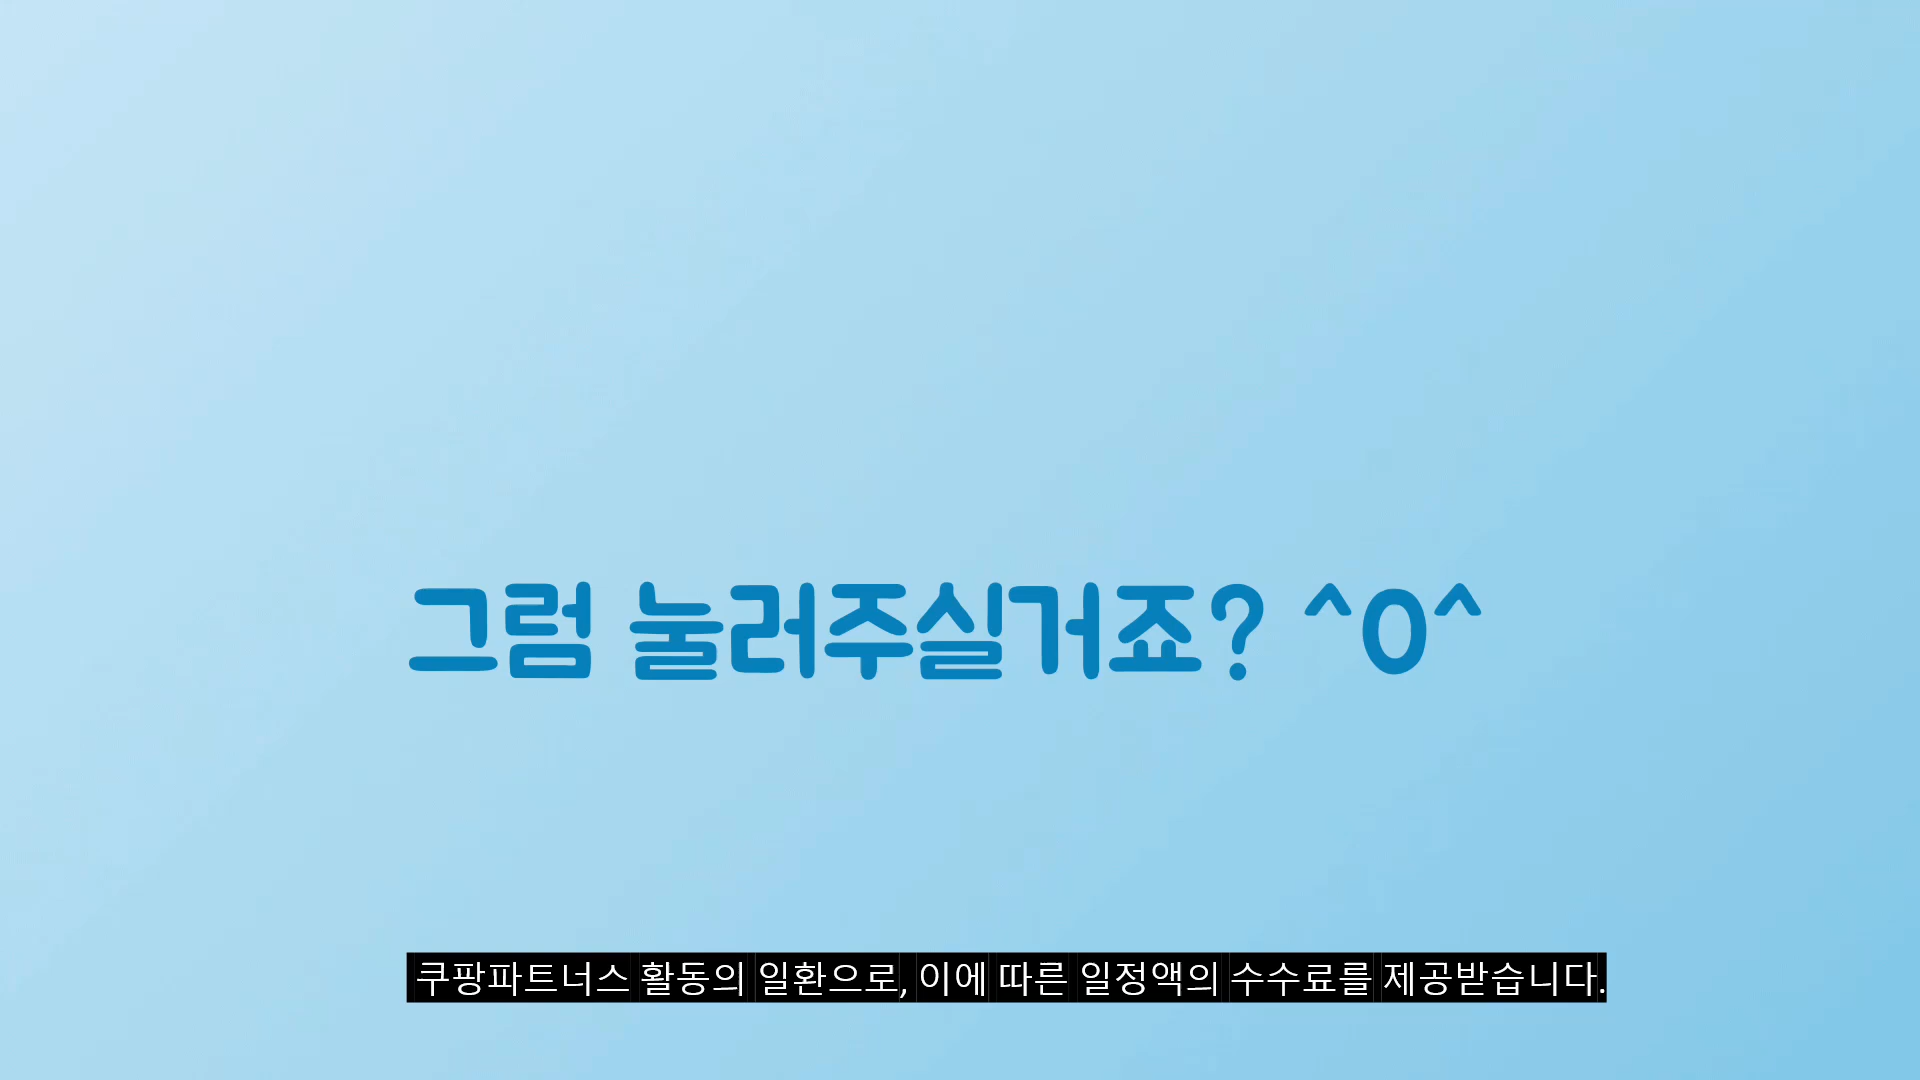 그럼 눌러주실거죠? ^0^
쿠팡파트너스 활동의 일환으로, 이에 따른 일정액의 수수료를 제공받습니다.